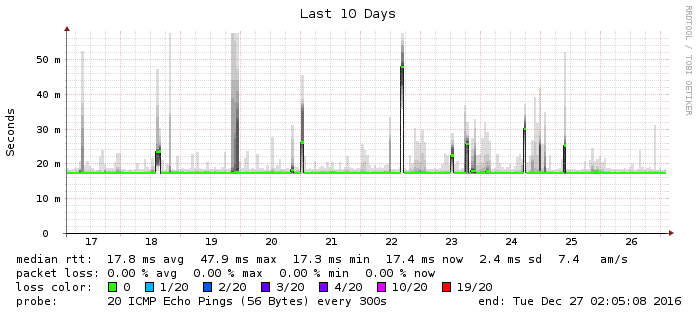 Last 10 Days
RRDTOOL / TOBI OETIKER
Seconds
50 m
40 m
30 m
20 m
10 m
0
17 18 19 20 21 22 23 24 25 26
median rtt: 17.8 ms avg 47.9 ms max 17.3 ms min 17.4 ms now 2.4 ms sd 7.4 am/s
packet loss: 0.00 % avg 0.00 % max 0.00 % min 0.00 % now
loss color: 0 1/20 2/20 3/20 4/20 10/20 19/20
probe: 20 ICMP Echo Pings (56 Bytes) every 300s end: Tue Dec 27 02:05:08 2016